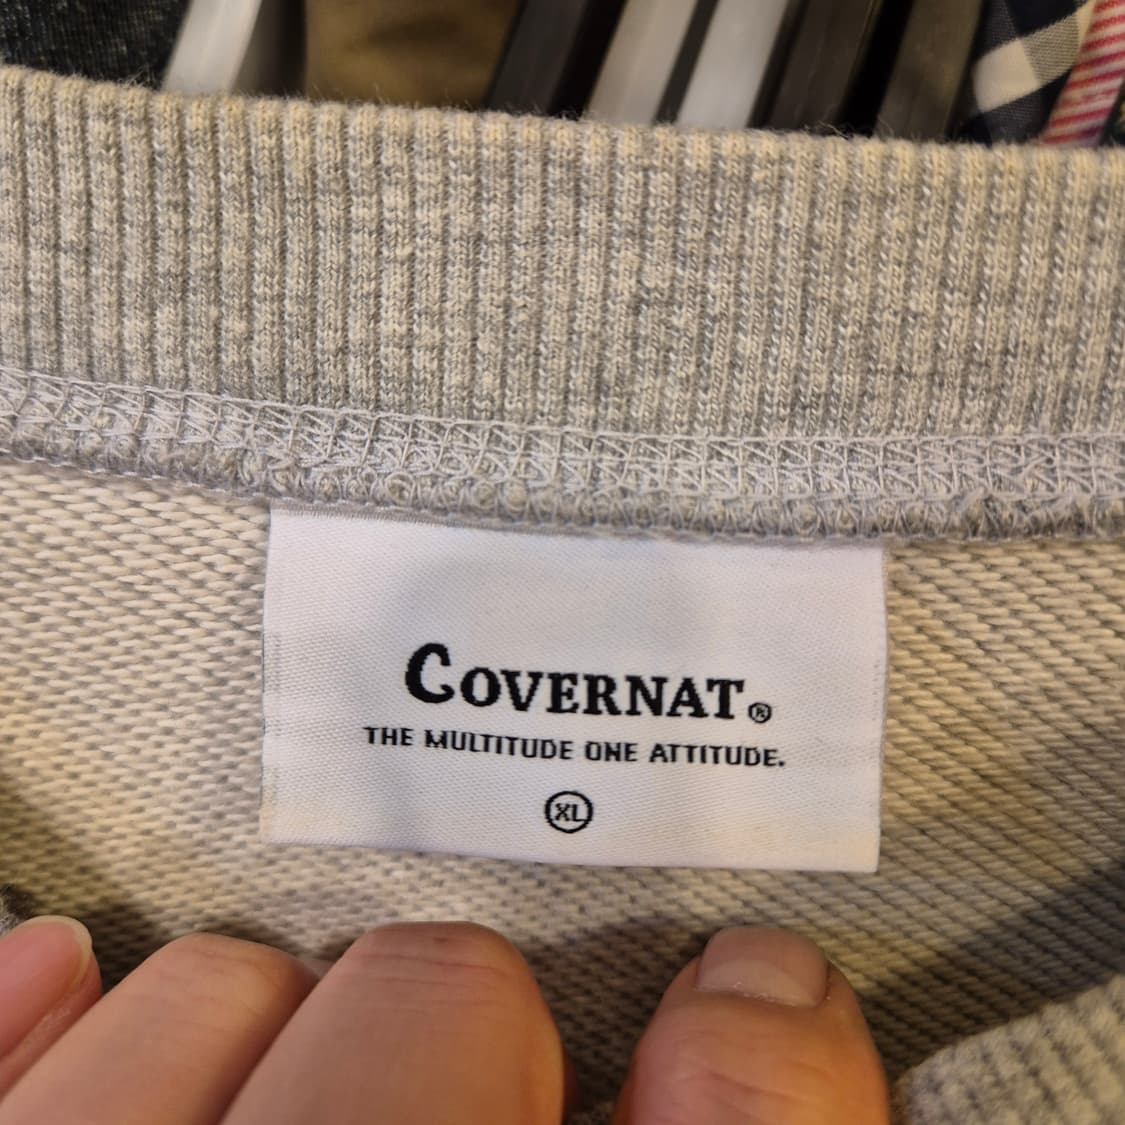 COVERNAT®
THE MULTITUDE ONE ATTITUDE.
XL